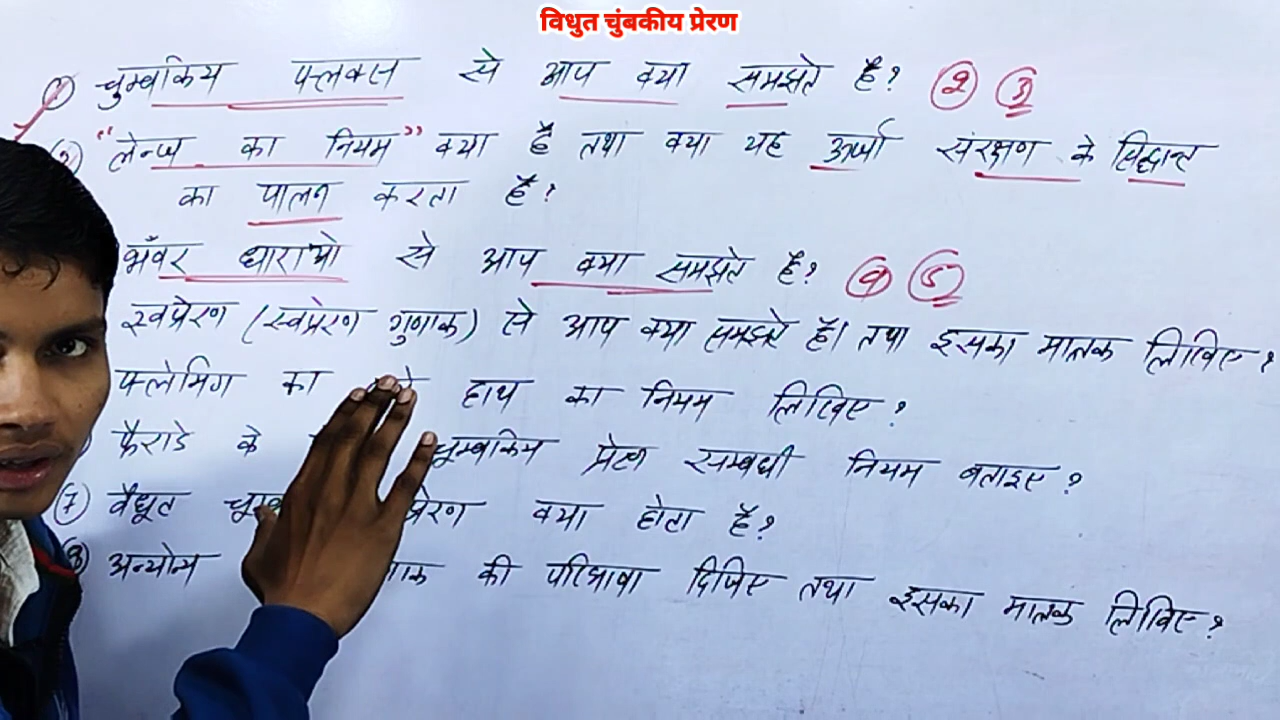 विधुत चुंबकीय प्रेरण
① चुम्बकिय फ्लक्स से आप क्या समझते है? ② ③
② "लेन्ज का नियम" क्या है तथा क्या यह ऊर्जा संरक्षण के सिद्धान्त
का पालन करता है?
भँवर धाराओ से आप क्या समझते है? ④ ⑤
स्वप्रेरण (स्वप्रेरण गुणाक) से आप क्या समझते है। तथा इसका मात्रक लिखिए?
फ्लेमिग का हाथ का नियम लिखिए?
फैराडे के चूम्बकिय प्रेरण सम्बधी नियम बताइए?
⑦ वैधूत प्रेरण क्या होता है?
⑧ अन्योन्य की परिभाषा दिजिए तथा इसका मात्रक लिखिए?